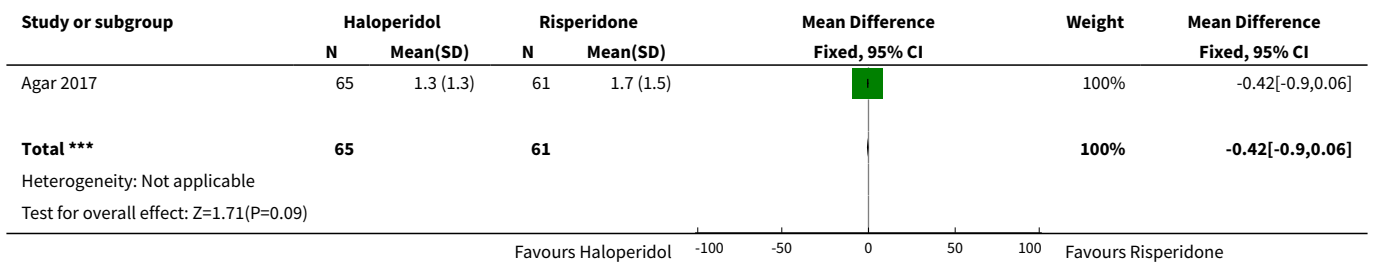 Study or subgroup Haloperidol Risperidone Mean Difference Weight Mean Difference
N Mean(SD) N Mean(SD) Fixed, 95% CI Fixed, 95% CI
Agar 2017 65 1.3 (1.3) 61 1.7 (1.5) 100% -0.42[-0.9,0.06]
Total *** 65 61 100% -0.42[-0.9,0.06]
Heterogeneity: Not applicable
Test for overall effect: Z=1.71(P=0.09)
Favours Haloperidol -100 -50 0 50 100 Favours Risperidone